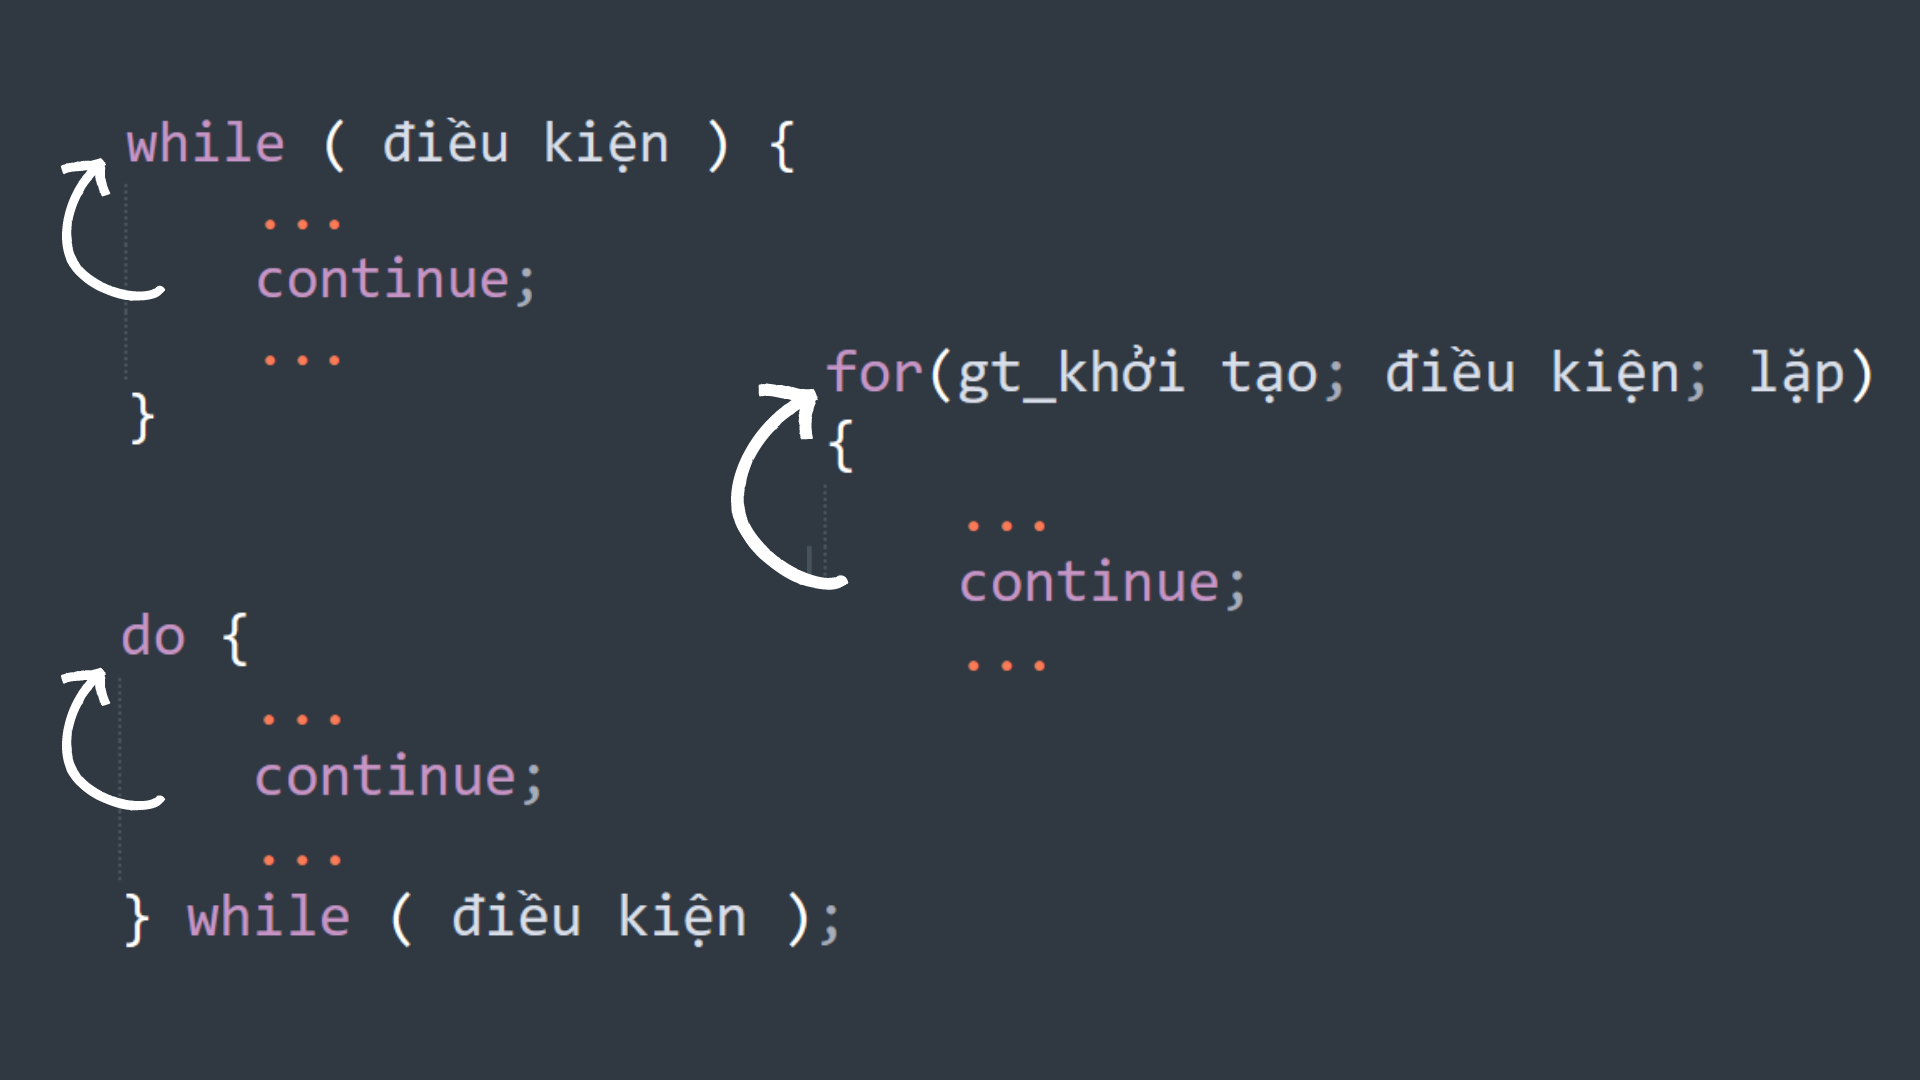 while ( điều kiện ) {
...
continue;
...
}
do {
...
continue;
...
} while ( điều kiện );
for(gt_khởi tạo; điều kiện; lặp)
{
...
continue;
...